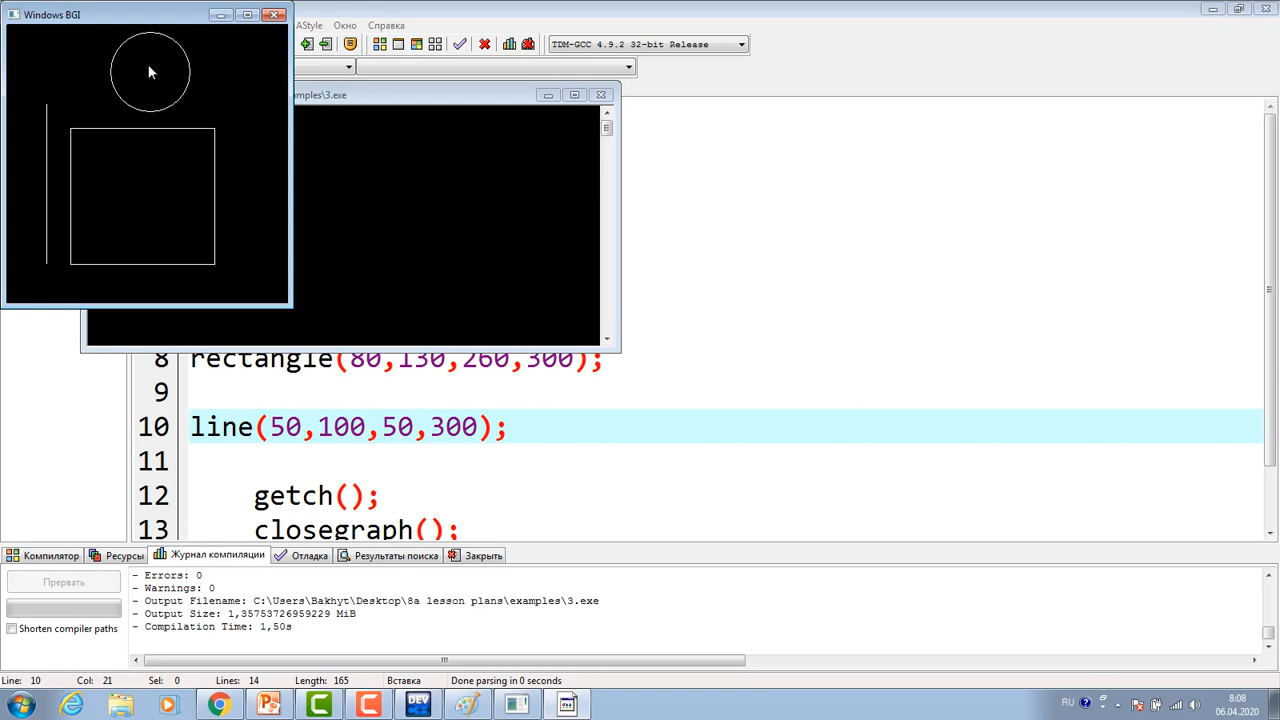 Windows BGI
AStyle Окно Справка
TDM-GCC 4.9.2 32-bit Release
amples\3.exe
8 rectangle(80,130,260,300);
9
10 line(50,100,50,300);
11
12 getch();
13 closegraph();
Компилятор Ресурсы Журнал компиляции Отладка Результаты поиска Закрыть
Прервать
Shorten compiler paths
- Errors: 0
- Warnings: 0
- Output Filename: C:\Users\Bakhyt\Desktop\8a lesson plans\examples\3.exe
- Output Size: 1,35753726959229 MiB
- Compilation Time: 1,50s
Line: 10 Col: 21 Sel: 0 Lines: 14 Length: 165 Вставка Done parsing in 0 seconds
DEV
RU 8:08
06.04.2020